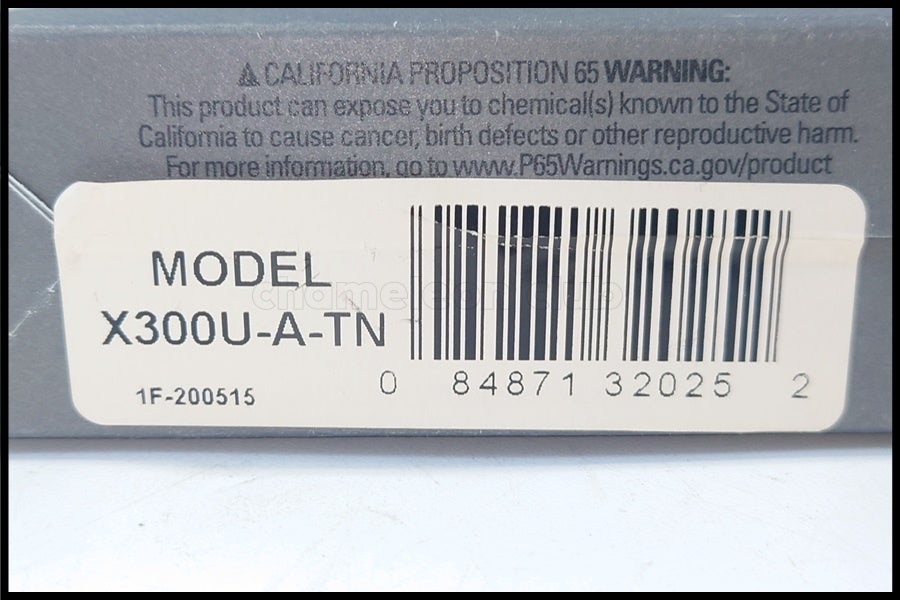 ⚠ CALIFORNIA PROPOSITION 65 WARNING:
This product can expose you to chemical(s) known to the State of
California to cause cancer, birth defects or other reproductive harm.
For more information, go to www.P65Warnings.ca.gov/product
MODEL
X300U-A-TN
1F-200515
0 84871 32025 2
chameleon club